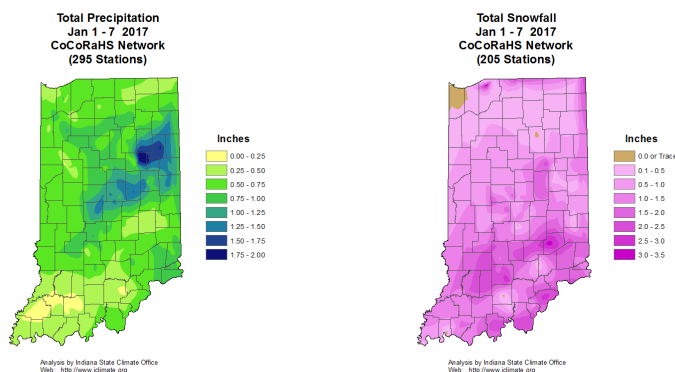 Total Precipitation
Jan 1 - 7 2017
CoCoRaHS Network
(295 Stations)
Inches
0.00 - 0.25
0.25 - 0.50
0.50 - 0.75
0.75 - 1.00
1.00 - 1.25
1.25 - 1.50
1.50 - 1.75
1.75 - 2.00
Analysis by Indiana State Climate Office
Web: http://www.iclimate.org
Total Snowfall
Jan 1 - 7 2017
CoCoRaHS Network
(205 Stations)
Inches
0.0 or Trace
0.1 - 0.5
0.5 - 1.0
1.0 - 1.5
1.5 - 2.0
2.0 - 2.5
2.5 - 3.0
3.0 - 3.5
Analysis by Indiana State Climate Office
Web: http://www.iclimate.org